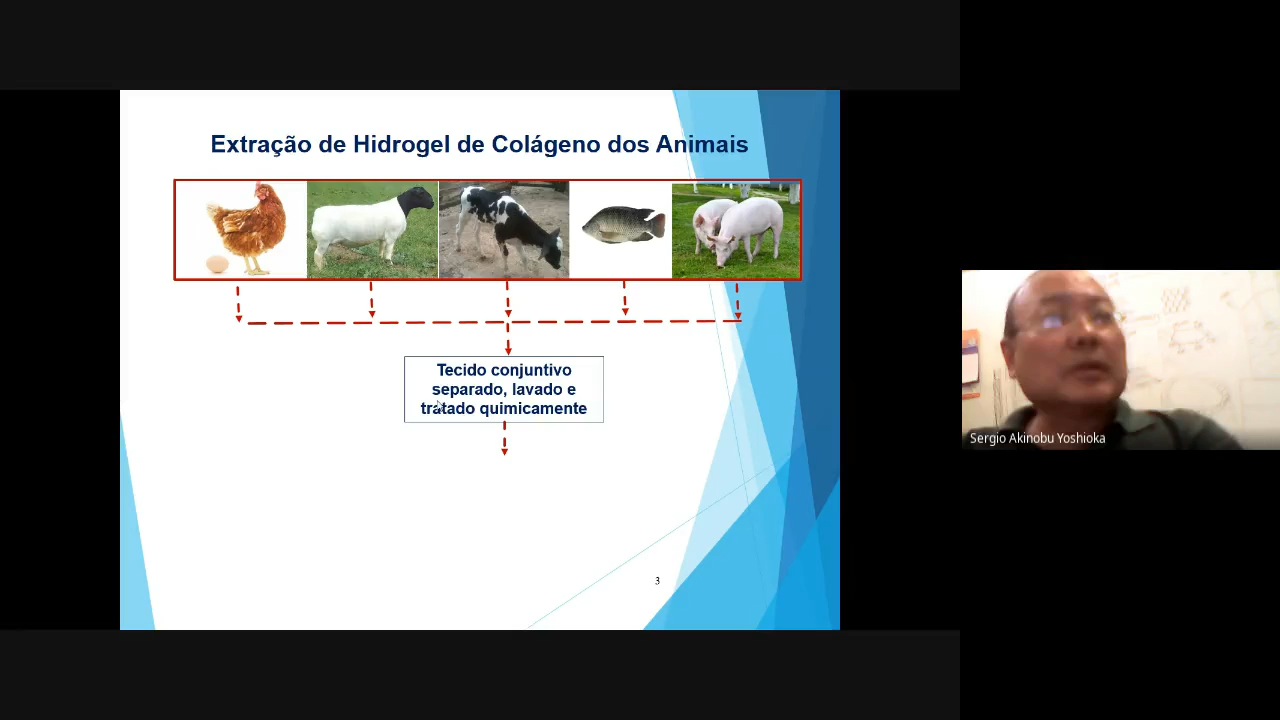 Extração de Hidrogel de Colágeno dos Animais
Tecido conjuntivo
separado, lavado e
tratado quimicamente
3
Sergio Akinobu Yoshioka